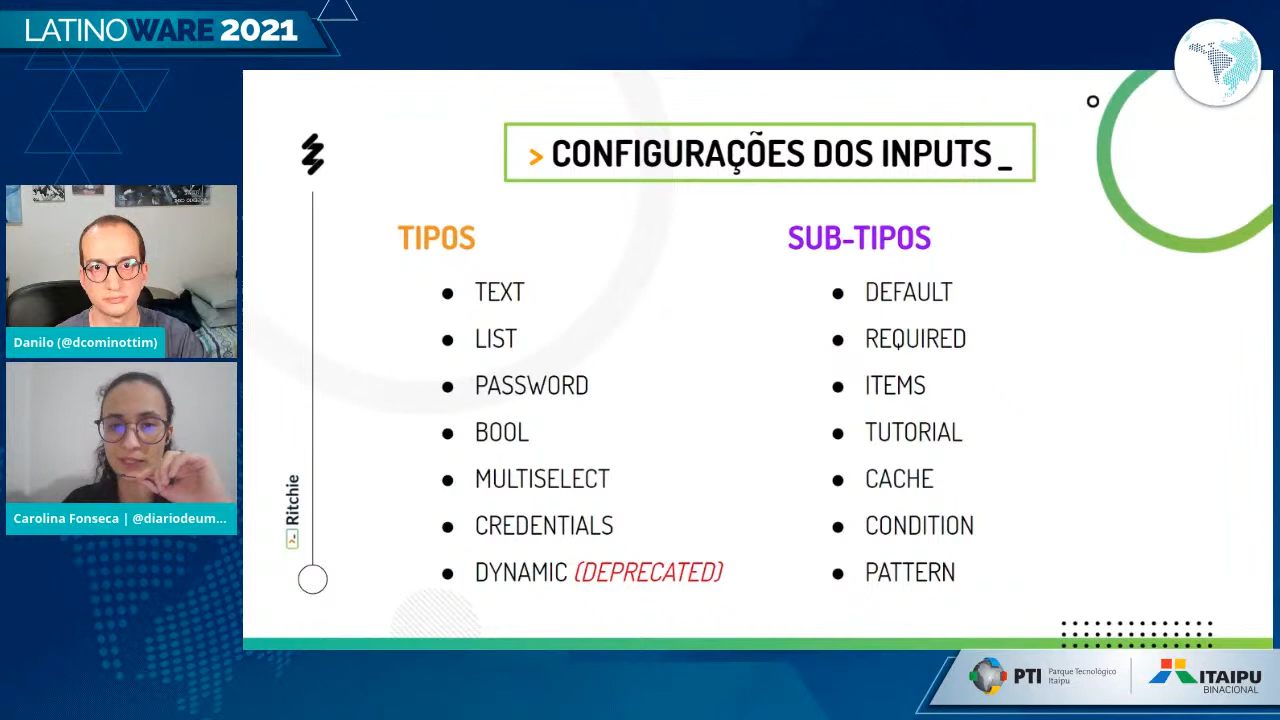 LATINOWARE 2021
> CONFIGURAÇÕES DOS INPUTS_
TIPOS
● TEXT
● LIST
● PASSWORD
● BOOL
● MULTISELECT
● CREDENTIALS
● DYNAMIC (DEPRECATED)
SUB-TIPOS
● DEFAULT
● REQUIRED
● ITEMS
● TUTORIAL
● CACHE
● CONDITION
● PATTERN
Ritchie
Danilo (@dcominottim)
Carolina Fonseca | @diariodeum...
PTI
Parque Tecnológico
Itaipu
ITAIPU
BINACIONAL